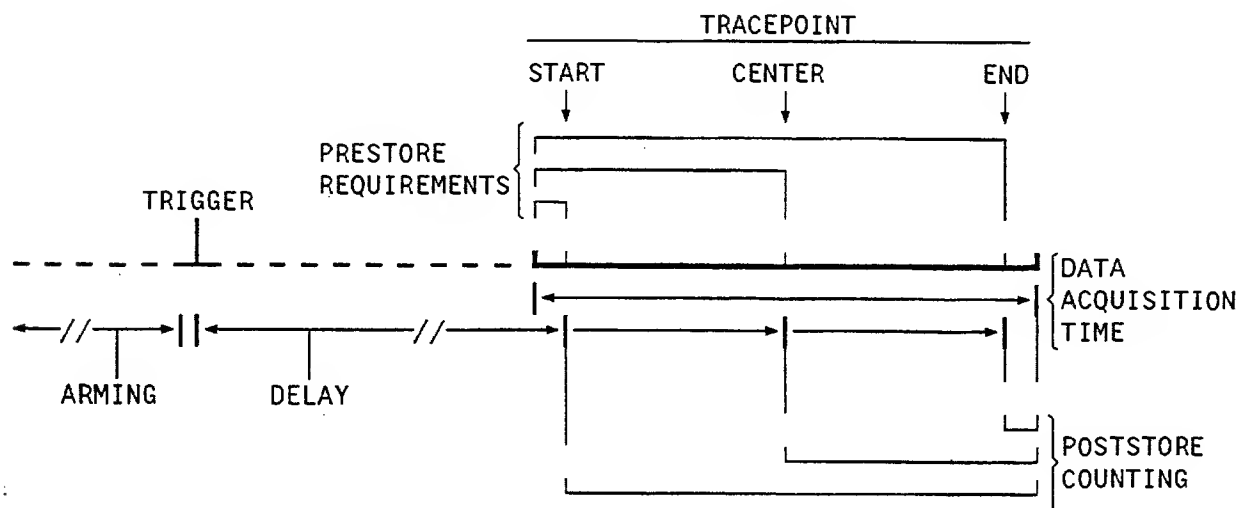 TRACEPOINT
START CENTER END
PRESTORE
REQUIREMENTS
TRIGGER
DATA
ACQUISITION
TIME
ARMING DELAY
POSTSTORE
COUNTING